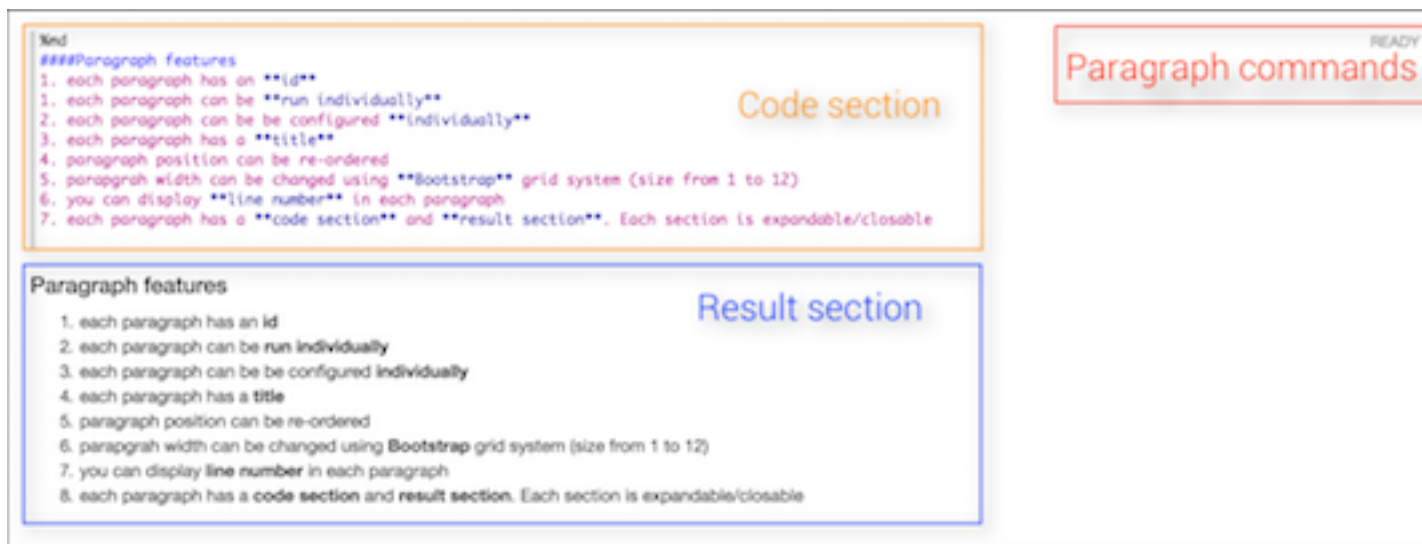 %md
####Paragraph features
1. each paragraph has an **id**
1. each paragraph can be **run individually**
2. each paragraph can be be configured **individually**
3. each paragraph has a **title**
4. paragraph position can be re-ordered
5. parapgrah width can be changed using **Bootstrap** grid system (size from 1 to 12)
6. you can display **line number** in each paragraph
7. each paragraph has a **code section** and **result section**. Each section is expandable/closable
Code section
READY
Paragraph commands
Paragraph features
1. each paragraph has an id
2. each paragraph can be run individually
3. each paragraph can be be configured individually
4. each paragraph has a title
5. paragraph position can be re-ordered
6. parapgrah width can be changed using Bootstrap grid system (size from 1 to 12)
7. you can display line number in each paragraph
8. each paragraph has a code section and result section. Each section is expandable/closable
Result section